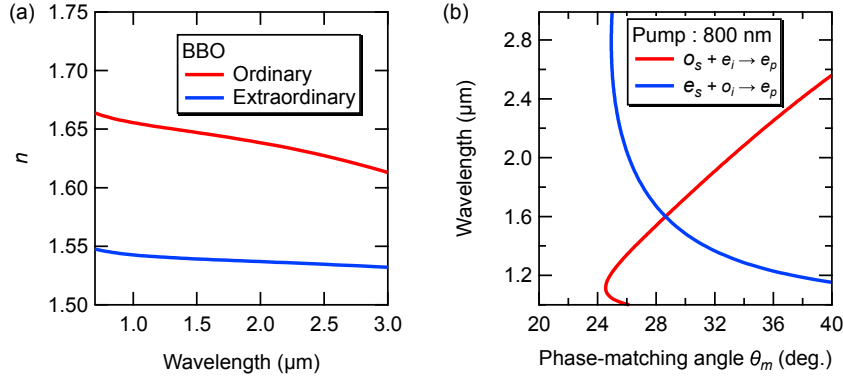 (a)
1.75
1.70
1.65
1.60
1.55
1.50
n
BBO
Ordinary
Extraordinary
1.0
1.5
2.0
2.5
3.0
Wavelength (μm)
(b)
2.8
2.4
2.0
1.6
1.2
Wavelength (μm)
Pump : 800 nm
oₛ + eᵢ → eₚ
eₛ + oᵢ → eₚ
20
24
28
32
36
40
Phase-matching angle θₘ (deg.)